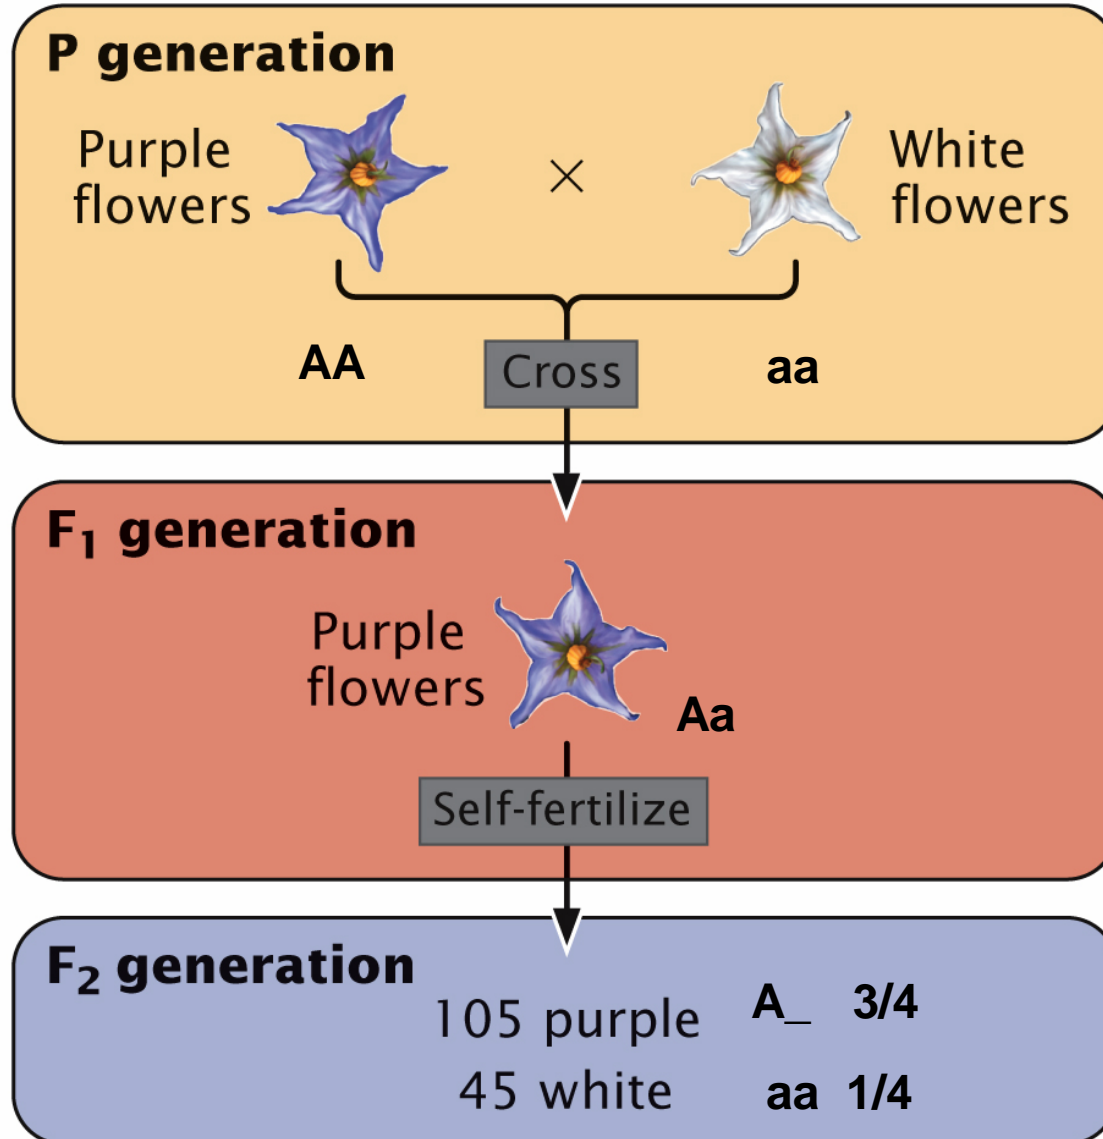 P generation
Purple
flowers
×
White
flowers
AA
Cross
aa
F₁ generation
Purple
flowers
Aa
Self-fertilize
F₂ generation
105 purple A_ 3/4
45 white aa 1/4